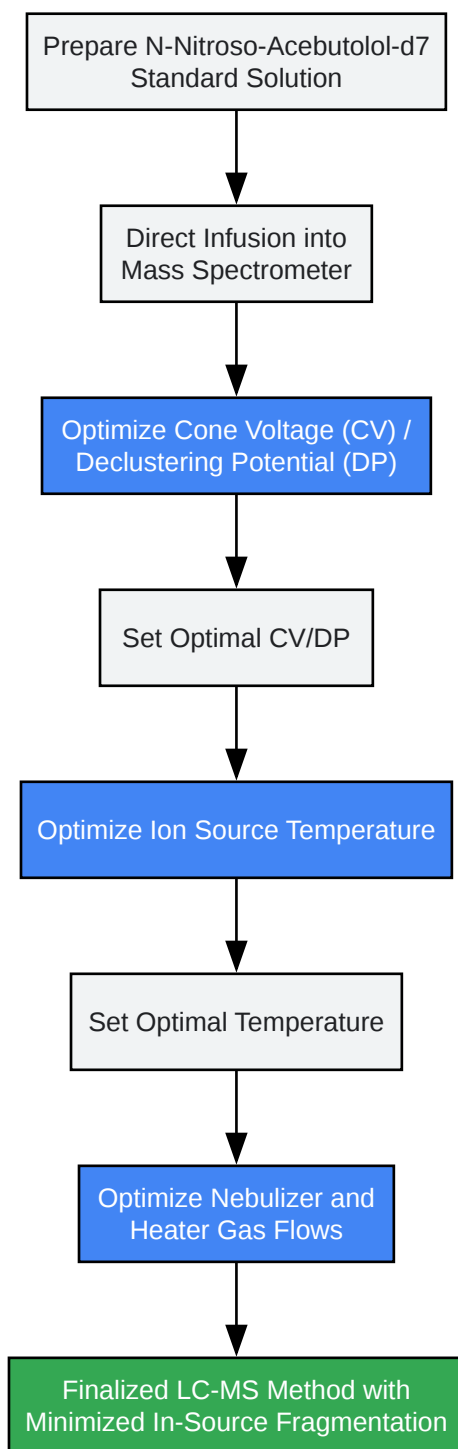 Prepare N-Nitroso-Acebutolol-d7
Standard Solution
Direct Infusion into
Mass Spectrometer
Optimize Cone Voltage (CV) /
Declustering Potential (DP)
Set Optimal CV/DP
Optimize Ion Source Temperature
Set Optimal Temperature
Optimize Nebulizer and
Heater Gas Flows
Finalized LC-MS Method with
Minimized In-Source Fragmentation